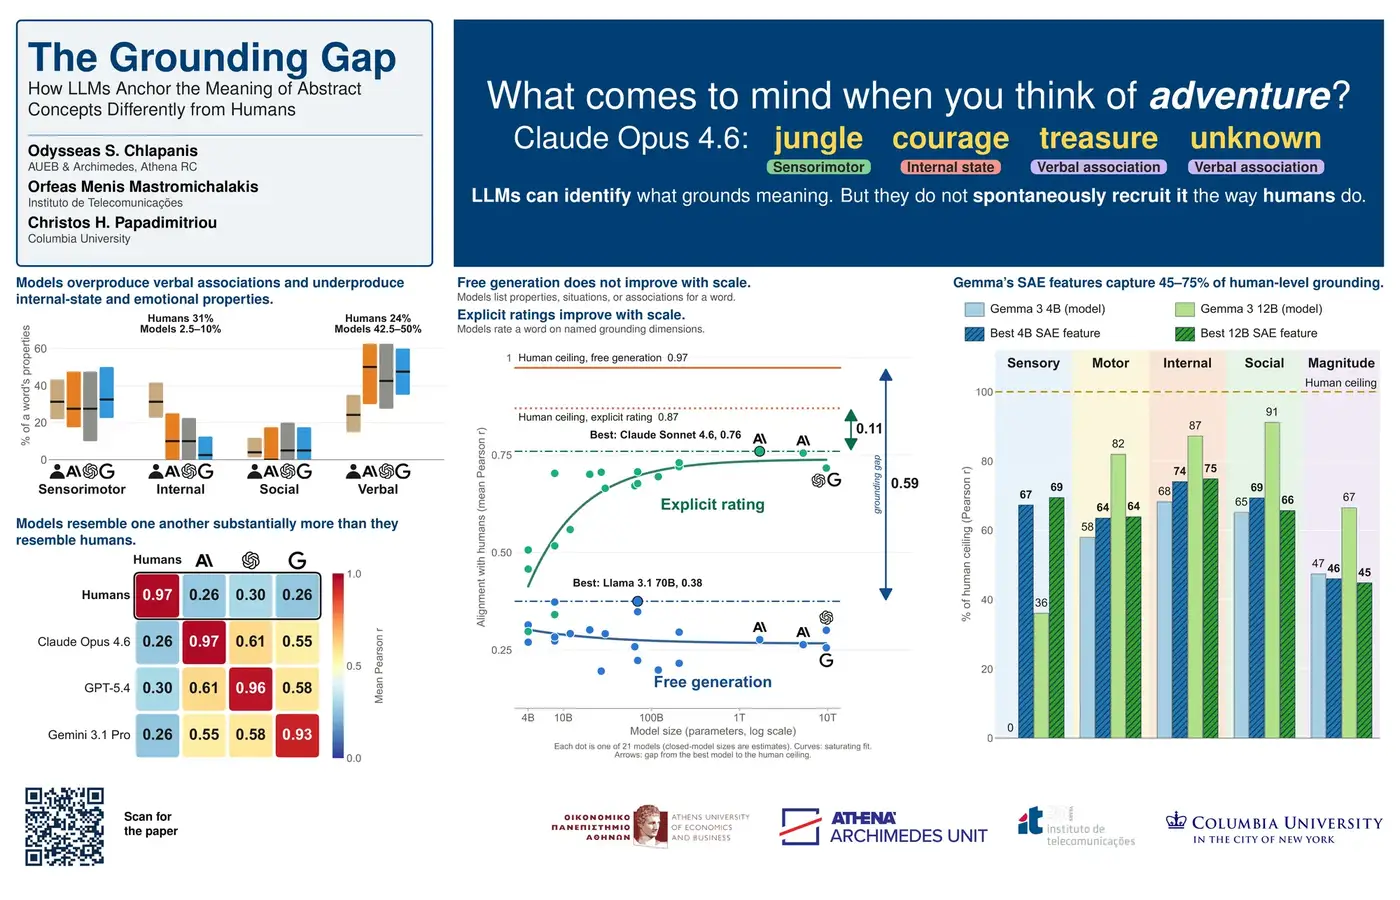 The Grounding Gap
How LLMs Anchor the Meaning of Abstract
Concepts Differently from Humans
Odysseas S. Chlapanis
AUEB & Archimedes, Athena RC
Orfeas Menis Mastromichalakis
Instituto de Telecomunicações
Christos H. Papadimitriou
Columbia University
What comes to mind when you think of adventure?
Claude Opus 4.6: jungle courage treasure unknown
Sensorimotor Internal state Verbal association Verbal association
LLMs can identify what grounds meaning. But they do not spontaneously recruit it the way humans do.
Models overproduce verbal associations and underproduce
internal-state and emotional properties.
Humans 31%
Models 2.5–10%
Humans 24%
Models 42.5–50%
% of a word's properties
60
40
20
0
Sensorimotor Internal Social Verbal
Models resemble one another substantially more than they
resemble humans.
Humans
Humans 0.97 0.26 0.30 0.26
Claude Opus 4.6 0.26 0.97 0.61 0.55
GPT-5.4 0.30 0.61 0.96 0.58
Gemini 3.1 Pro 0.26 0.55 0.58 0.93
1.0
0.5
0.0
Mean Pearson r
Free generation does not improve with scale.
Models list properties, situations, or associations for a word.
Explicit ratings improve with scale.
Models rate a word on named grounding dimensions.
1 Human ceiling, free generation 0.97
Human ceiling, explicit rating 0.87
Best: Claude Sonnet 4.6, 0.76
0.11
0.75
Explicit rating
grounding gap
0.59
0.50
Best: Llama 3.1 70B, 0.38
0.25
Free generation
Alignment with humans (mean Pearson r)
4B 10B 100B 1T 10T
Model size (parameters, log scale)
Each dot is one of 21 models (closed-model sizes are estimates). Curves: saturating fit.
Arrows: gap from the best model to the human ceiling.
Gemma's SAE features capture 45–75% of human-level grounding.
Gemma 3 4B (model) Gemma 3 12B (model)
Best 4B SAE feature Best 12B SAE feature
Sensory Motor Internal Social Magnitude
Human ceiling
% of human ceiling (Pearson r)
100
80
60
40
20
0
0 67 36 69
58 64 82 64
68 74 87 75
65 69 91 66
47 46 67 45
Scan for
the paper
ΟΙΚΟΝΟΜΙΚΟ
ΠΑΝΕΠΙΣΤΗΜΙΟ
ΑΘΗΝΩΝ
ATHENS UNIVERSITY
OF ECONOMICS
AND BUSINESS
ATHENA
ARCHIMEDES UNIT
it
instituto de
telecomunicações
COLUMBIA UNIVERSITY
IN THE CITY OF NEW YORK